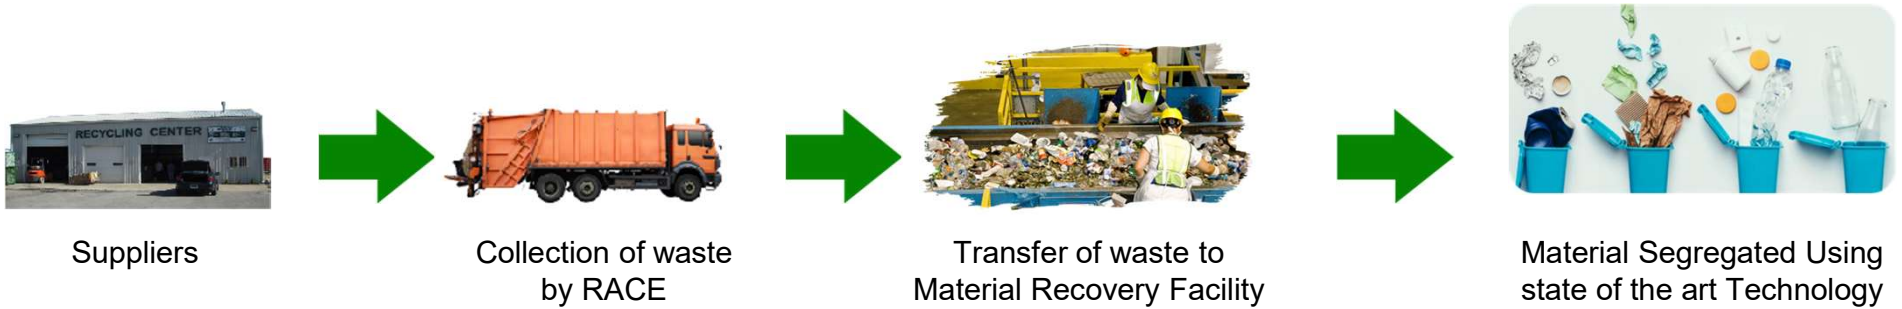 RECYCLING CENTER
Suppliers
Collection of waste
by RACE
Transfer of waste to
Material Recovery Facility
Material Segregated Using
state of the art Technology